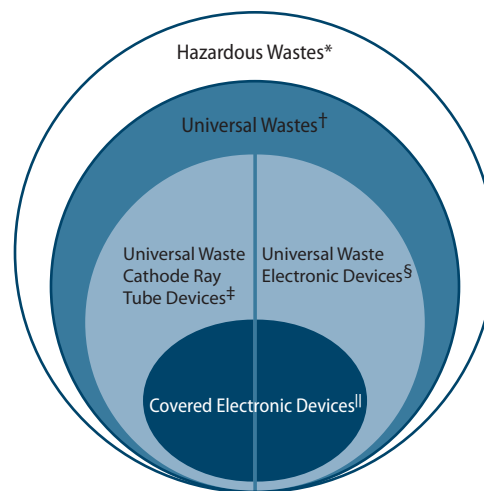 Hazardous Wastes*
Universal Wastes†
Universal Waste
Cathode Ray
Tube Devices‡
Universal Waste
Electronic Devices§
Covered Electronic Devices||